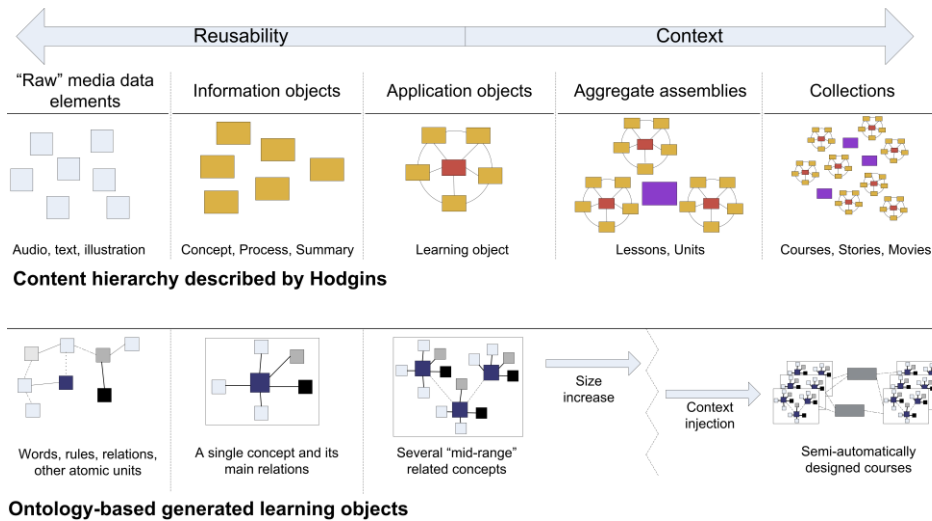 Reusability
Context
“Raw” media data
elements
Information objects
Application objects
Aggregate assemblies
Collections
Audio, text, illustration
Concept, Process, Summary
Learning object
Lessons, Units
Courses, Stories, Movies
Content hierarchy described by Hodgins
Size
increase
Context
injection
Words, rules, relations,
other atomic units
A single concept and its
main relations
Several “mid-range”
related concepts
Semi-automatically
designed courses
Ontology-based generated learning objects